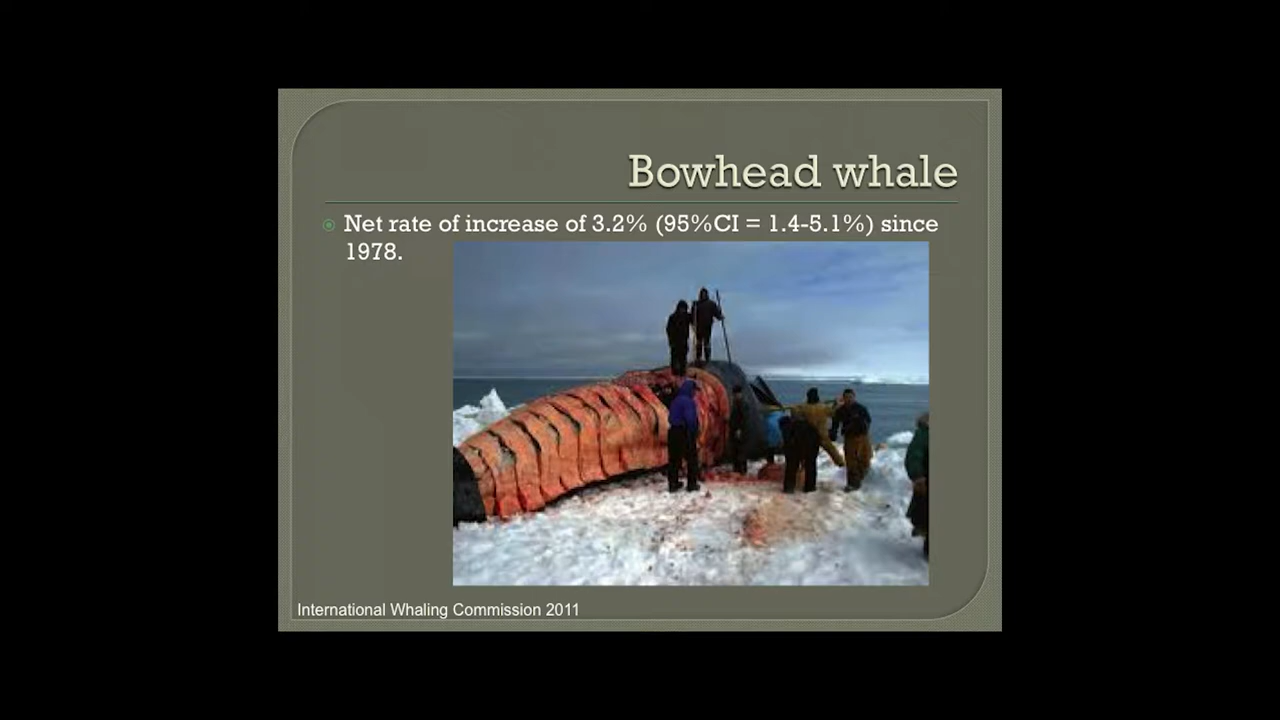 Bowhead whale
Net rate of increase of 3.2% (95%CI = 1.4-5.1%) since
1978.
International Whaling Commission 2011